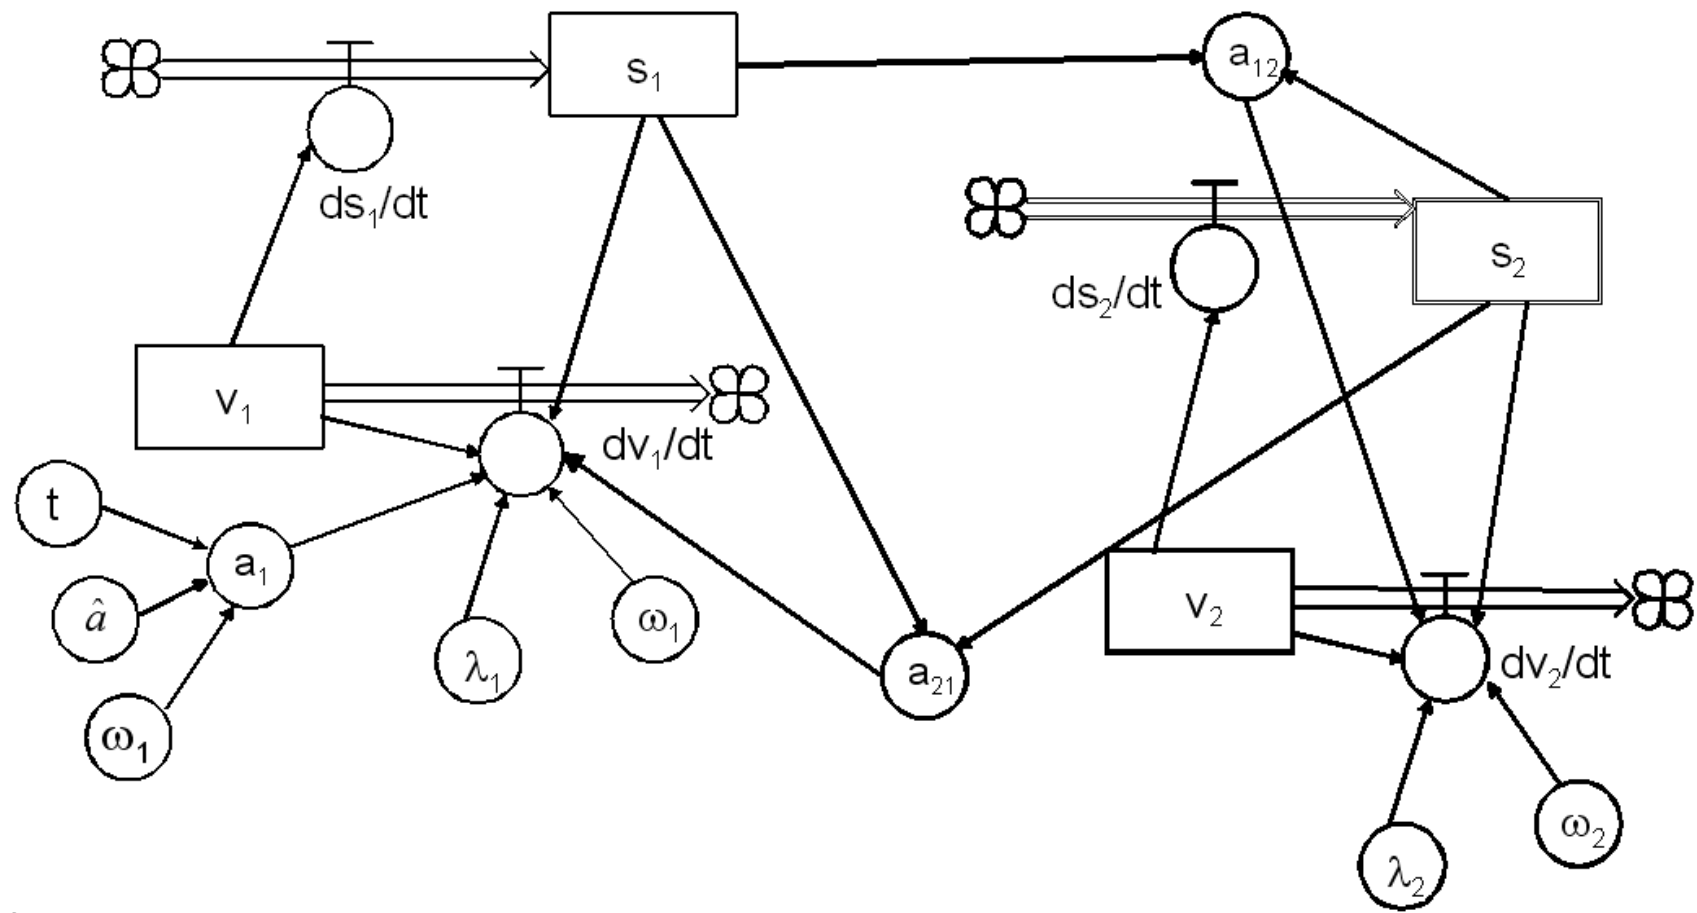 s₁
a₁₂
ds₁/dt
s₂
ds₂/dt
v₁
dv₁/dt
t
a₁
â
ω₁
λ₁
ω₁
a₂₁
v₂
dv₂/dt
ω₂
λ₂